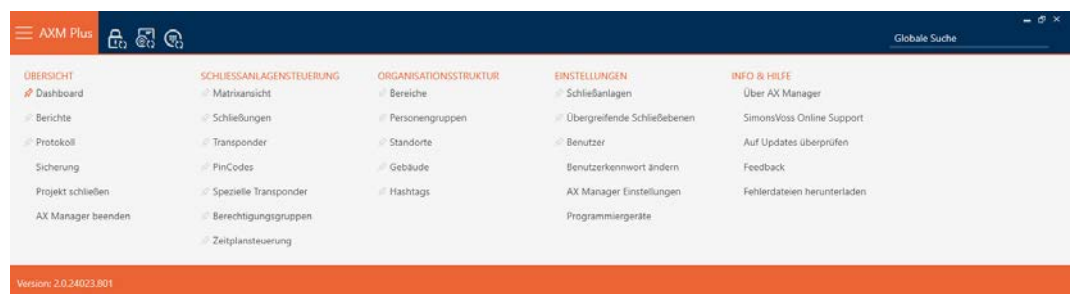 AXM Plus
Globale Suche
ÜBERSICHT
Dashboard
Berichte
Protokoll
Sicherung
Projekt schließen
AX Manager beenden
SCHLIESSANLAGENSTEUERUNG
Matrixansicht
Schließungen
Transponder
PinCodes
Spezielle Transponder
Berechtigungsgruppen
Zeitplansteuerung
ORGANISATIONSSTRUKTUR
Bereiche
Personengruppen
Standorte
Gebäude
Hashtags
EINSTELLUNGEN
Schließanlagen
Übergreifende Schließebenen
Benutzer
Benutzerkennwort ändern
AX Manager Einstellungen
Programmiergeräte
INFO & HILFE
Über AX Manager
SimonsVoss Online Support
Auf Updates überprüfen
Feedback
Fehlerdateien herunterladen
Version: 2.0.24023.801